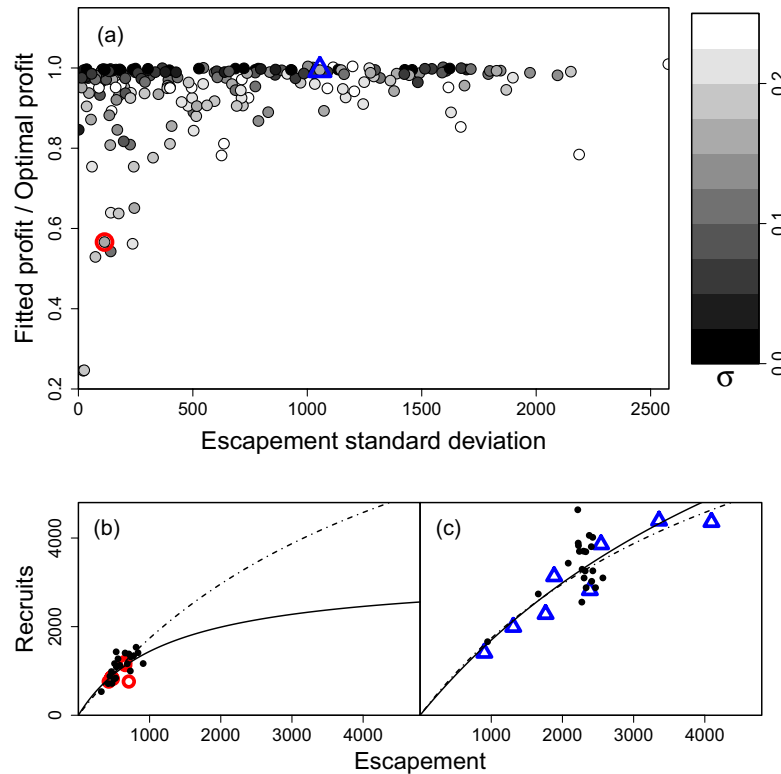 (a)
Fitted profit / Optimal profit
1.0
0.8
0.6
0.4
0.2
0 500 1000 1500 2000 2500
Escapement standard deviation
0.2
0.1
0.0
σ
(b)
(c)
Recruits
4000
2000
0
1000 2000 3000 4000
1000 2000 3000 4000
Escapement